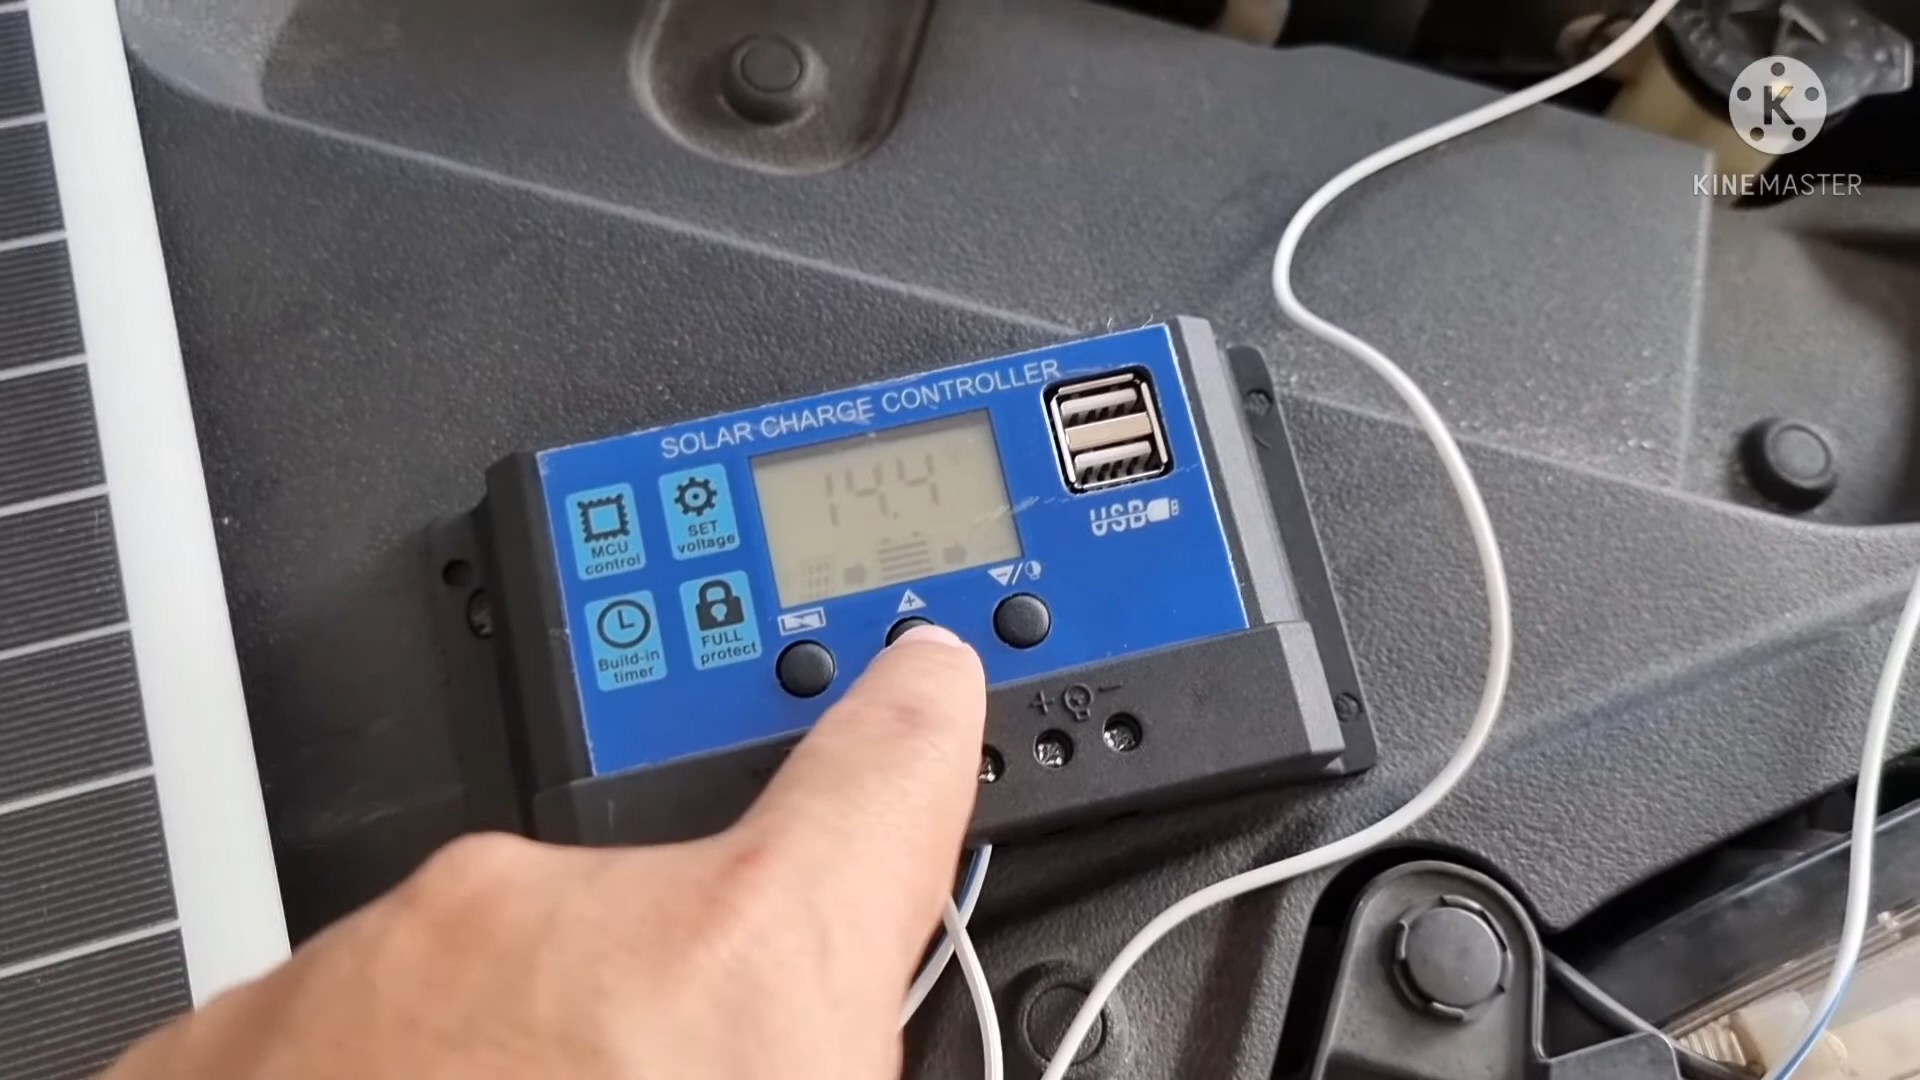 K
KINEMASTER
SOLAR CHARGE CONTROLLER
14.4
MCU
control
SET
voltage
Build-in
timer
FULL
protect
USB
+ −